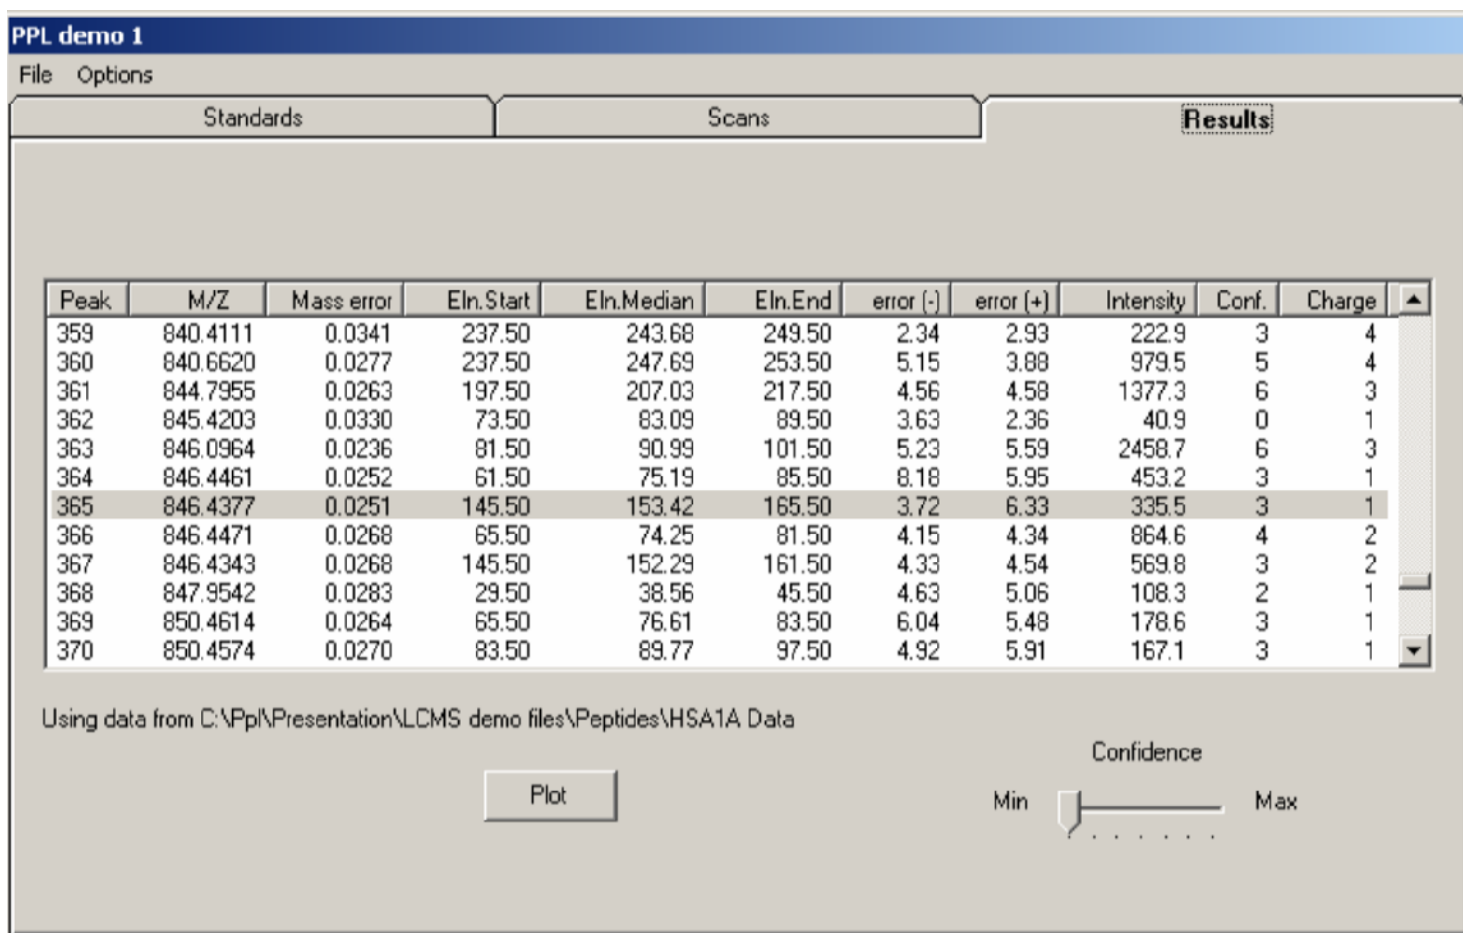 PPL demo 1
File Options
Standards Scans Results
Peak M/Z Mass error Eln.Start Eln.Median Eln.End error (-) error (+) Intensity Conf. Charge
359 840.4111 0.0341 237.50 243.68 249.50 2.34 2.93 222.9 3 4
360 840.6620 0.0277 237.50 247.69 253.50 5.15 3.88 979.5 5 4
361 844.7955 0.0263 197.50 207.03 217.50 4.56 4.58 1377.3 6 3
362 845.4203 0.0330 73.50 83.09 89.50 3.63 2.36 40.9 0 1
363 846.0964 0.0236 81.50 90.99 101.50 5.23 5.59 2458.7 6 3
364 846.4461 0.0252 61.50 75.19 85.50 8.18 5.95 453.2 3 1
365 846.4377 0.0251 145.50 153.42 165.50 3.72 6.33 335.5 3 1
366 846.4471 0.0268 65.50 74.25 81.50 4.15 4.34 864.6 4 2
367 846.4343 0.0268 145.50 152.29 161.50 4.33 4.54 569.8 3 2
368 847.9542 0.0283 29.50 38.56 45.50 4.63 5.06 108.3 2 1
369 850.4614 0.0264 65.50 76.61 83.50 6.04 5.48 178.6 3 1
370 850.4574 0.0270 83.50 89.77 97.50 4.92 5.91 167.1 3 1
Using data from C:\Ppl\Presentation\LCMS demo files\Peptides\HSA1A Data
Confidence
Plot
Min Max